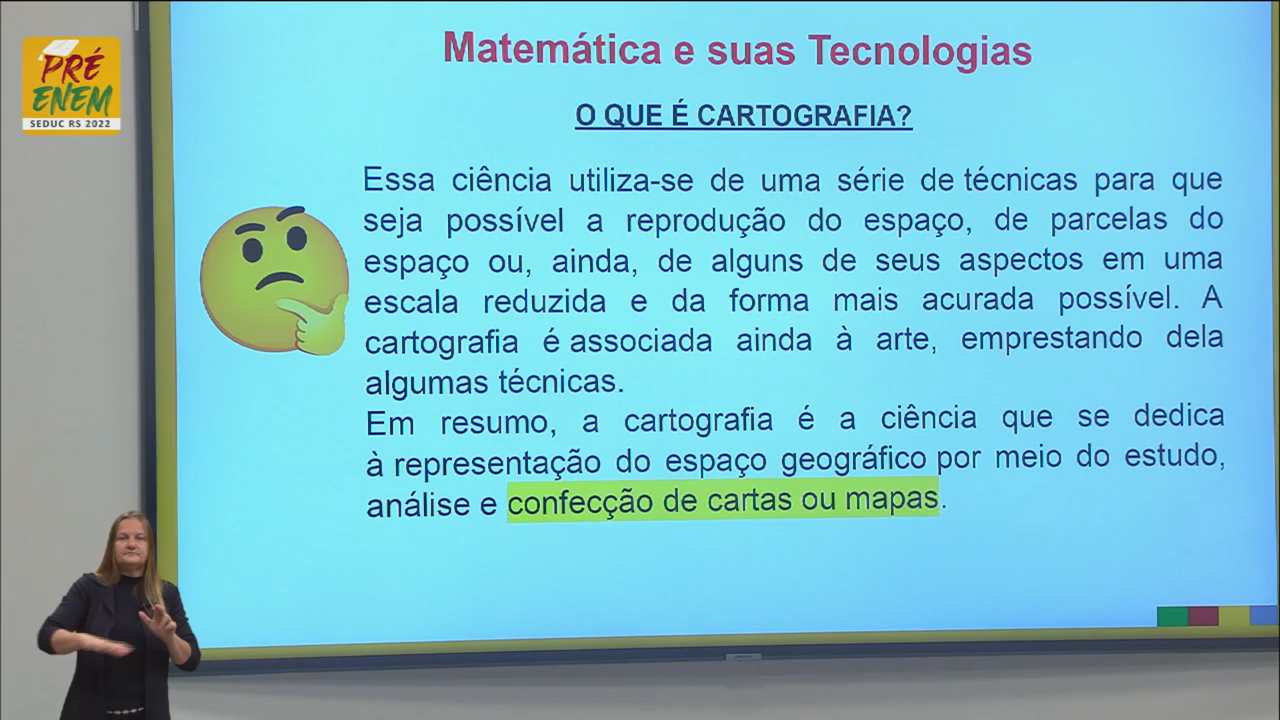 PRÉ
ENEM
SEDUC RS 2022
Matemática e suas Tecnologias
O QUE É CARTOGRAFIA?
Essa ciência utiliza-se de uma série de técnicas para que
seja possível a reprodução do espaço, de parcelas do
espaço ou, ainda, de alguns de seus aspectos em uma
escala reduzida e da forma mais acurada possível. A
cartografia é associada ainda à arte, emprestando dela
algumas técnicas.
Em resumo, a cartografia é a ciência que se dedica
à representação do espaço geográfico por meio do estudo,
análise e confecção de cartas ou mapas.